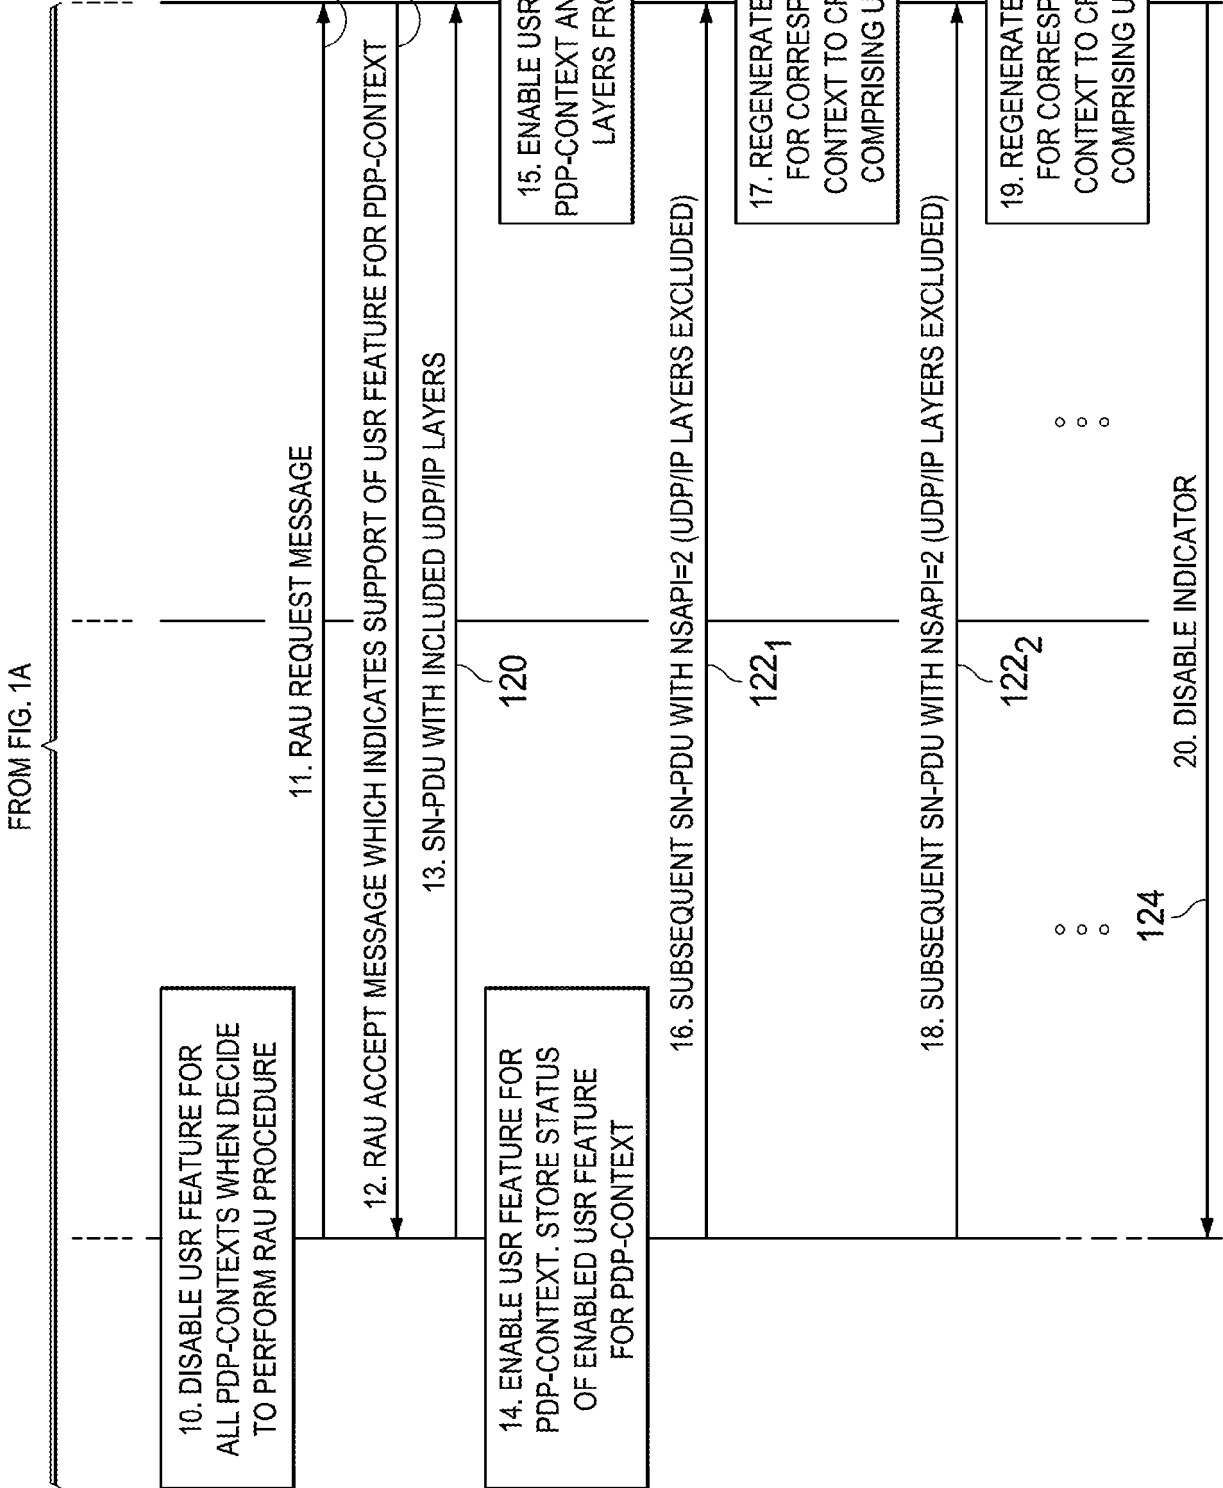 FROM FIG. 1A
10. DISABLE USR FEATURE FOR
ALL PDP-CONTEXTS WHEN DECIDE
TO PERFORM RAU PROCEDURE
11. RAU REQUEST MESSAGE
12. RAU ACCEPT MESSAGE WHICH INDICATES SUPPORT OF USR FEATURE FOR PDP-CONTEXT
13. SN-PDU WITH INCLUDED UDP/IP LAYERS
120
14. ENABLE USR FEATURE FOR
PDP-CONTEXT. STORE STATUS
OF ENABLED USR FEATURE
FOR PDP-CONTEXT
15. ENABLE USR
PDP-CONTEXT AN
LAYERS FRO
16. SUBSEQUENT SN-PDU WITH NSAPI=2 (UDP/IP LAYERS EXCLUDED)
122₁
17. REGENERATE
FOR CORRESP
CONTEXT TO CR
COMPRISING U
18. SUBSEQUENT SN-PDU WITH NSAPI=2 (UDP/IP LAYERS EXCLUDED)
122₂
19. REGENERATE
FOR CORRESP
CONTEXT TO CR
COMPRISING U
124
20. DISABLE INDICATOR